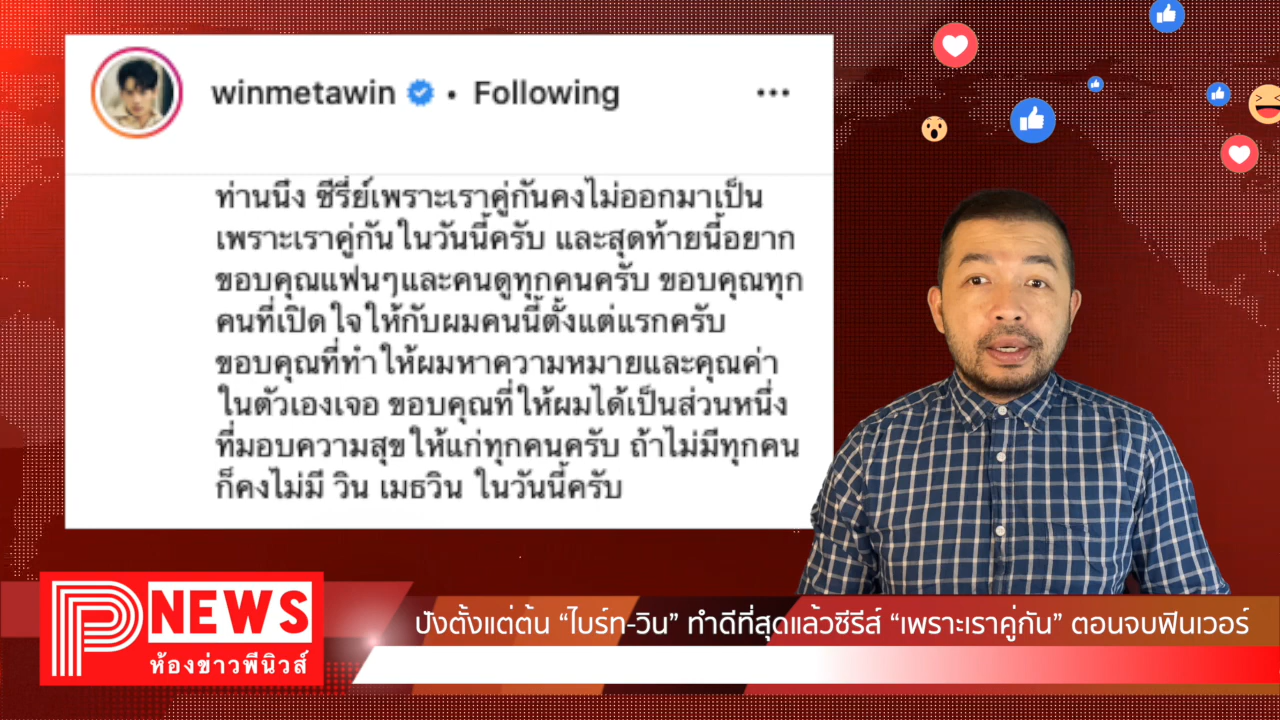 winmetawin • Following •••
ท่านนึง ซีรี่ย์เพราะเราคู่กันคงไม่ออกมาเป็น
เพราะเราคู่กันในวันนี้ครับ และสุดท้ายนี้อยาก
ขอบคุณแฟนๆและคนดูทุกคนครับ ขอบคุณทุก
คนที่เปิดใจให้กับผมคนนี้ตั้งแต่แรกครับ
ขอบคุณที่ทำให้ผมหาความหมายและคุณค่า
ในตัวเองเจอ ขอบคุณที่ให้ผมได้เป็นส่วนหนึ่ง
ที่มอบความสุขให้แก่ทุกคนครับ ถ้าไม่มีทุกคน
ก็คงไม่มี วิน เมธวิน ในวันนี้ครับ
P NEWS
ห้องข่าวพีนิวส์
ปังตั้งแต่ต้น “ไบร์ท-วิน” ทำดีที่สุดแล้วซีรีส์ “เพราะเราคู่กัน” ตอนจบฟินเวอร์